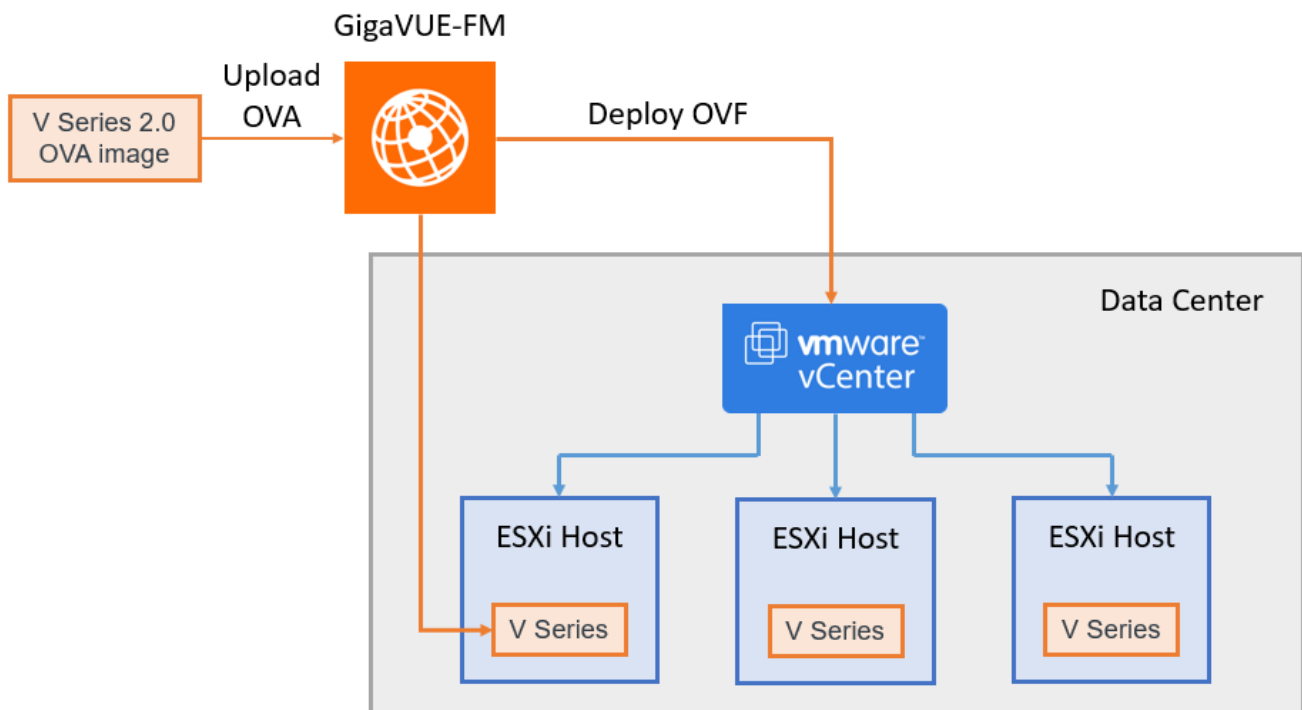 GigaVUE-FM
Upload
OVA
V Series 2.0
OVA image
Deploy OVF
Data Center
vmware™
vCenter
ESXi Host
ESXi Host
ESXi Host
V Series
V Series
V Series